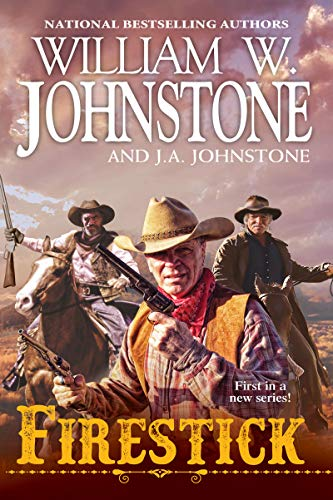 NATIONAL BESTSELLING AUTHORS
WILLIAM W.
JOHNSTONE
AND J.A. JOHNSTONE
First in a
new series!
FIRESTICK